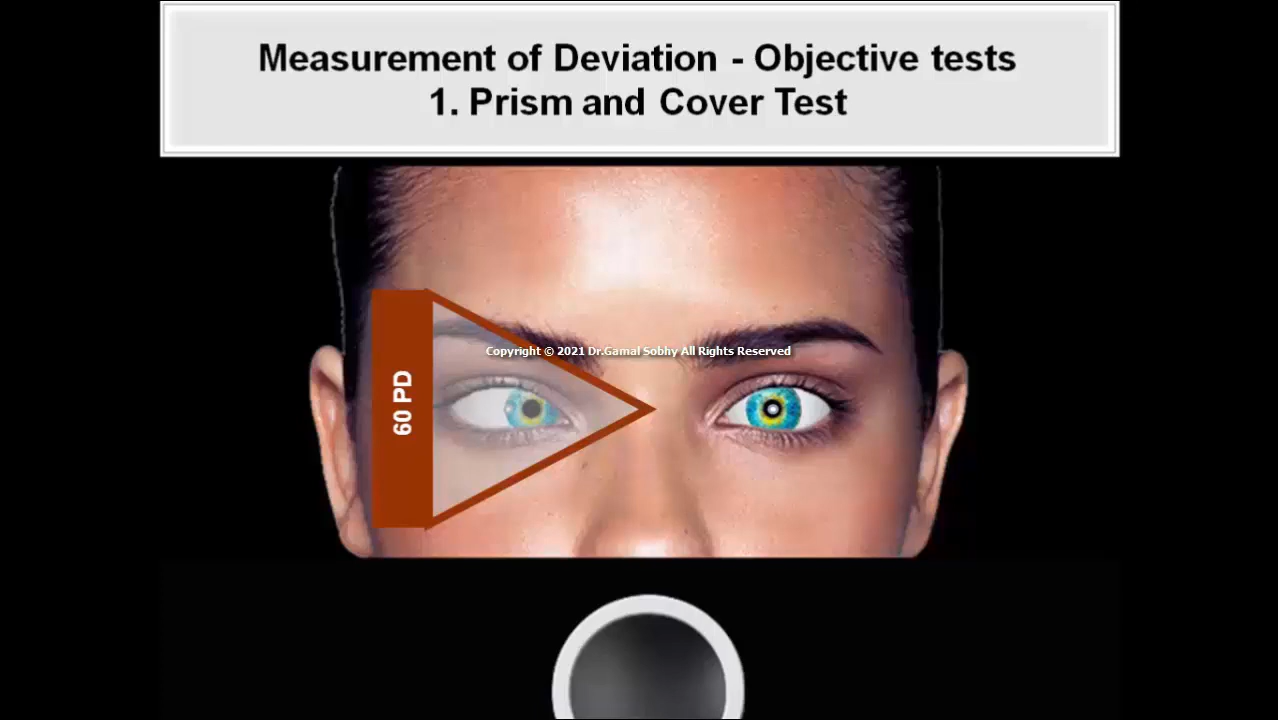 Measurement of Deviation - Objective tests
1. Prism and Cover Test
Copyright © 2021 Dr.Gamal Sobhy All Rights Reserved
60 PD